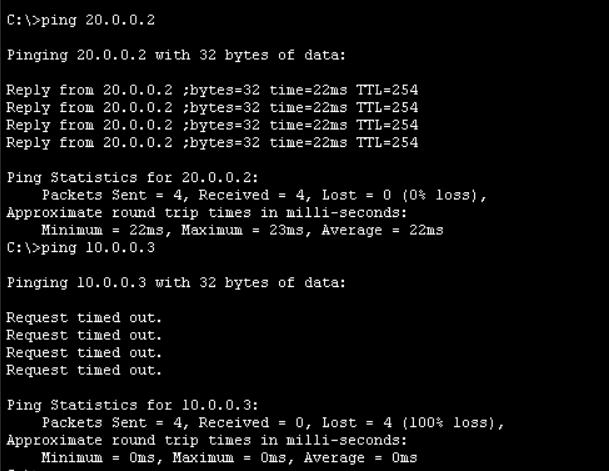 C:\>ping 20.0.0.2
Pinging 20.0.0.2 with 32 bytes of data:
Reply from 20.0.0.2 ;bytes=32 time=22ms TTL=254
Reply from 20.0.0.2 ;bytes=32 time=22ms TTL=254
Reply from 20.0.0.2 ;bytes=32 time=22ms TTL=254
Reply from 20.0.0.2 ;bytes=32 time=22ms TTL=254
Ping Statistics for 20.0.0.2:
Packets Sent = 4, Received = 4, Lost = 0 (0% loss),
Approximate round trip times in milli-seconds:
Minimum = 22ms, Maximum = 23ms, Average = 22ms
C:\>ping 10.0.0.3
Pinging 10.0.0.3 with 32 bytes of data:
Request timed out.
Request timed out.
Request timed out.
Request timed out.
Ping Statistics for 10.0.0.3:
Packets Sent = 4, Received = 0, Lost = 4 (100% loss),
Approximate round trip times in milli-seconds:
Minimum = 0ms, Maximum = 0ms, Average = 0ms